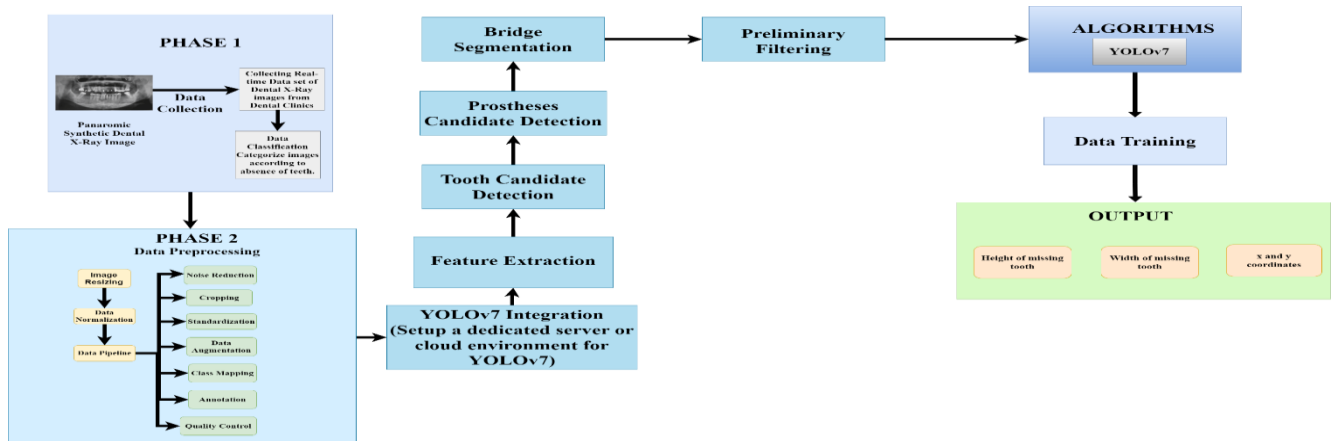 PHASE 1
Panaromic
Synthetic Dental
X-Ray Image
Data
Collection
Collecting Real-
time Data set of
Dental X-Ray
images from
Dental Clinics
Data
Classification
Categorize images
according to
absence of teeth.
PHASE 2
Data Preprocessing
Image
Resizing
Data
Normalization
Data Pipeline
Noise Reduction
Cropping
Standardization
Data
Augmentation
Class Mapping
Annotation
Quality Control
YOLOv7 Integration
(Setup a dedicated server or
cloud environment for
YOLOv7)
Feature Extraction
Tooth Candidate
Detection
Prostheses
Candidate Detection
Bridge
Segmentation
Preliminary
Filtering
ALGORITHMS
YOLOv7
Data Training
OUTPUT
Height of missing
tooth
Width of missing
tooth
x and y
coordinates